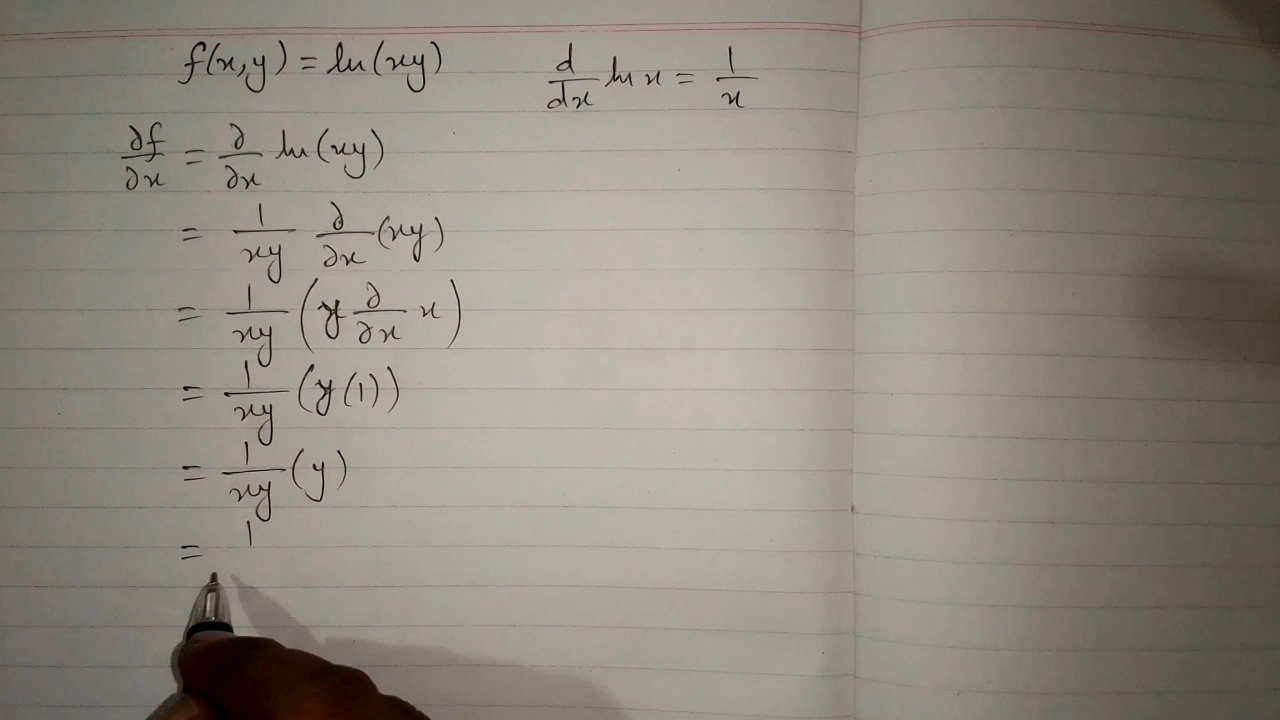 f(x,y) = ln(xy)    d/dx ln x = 1/x
∂f/∂x = ∂/∂x ln(xy)
= 1/xy ∂/∂x (xy)
= 1/xy (y ∂/∂x x)
= 1/xy (y(1))
= 1/xy (y)
= 1